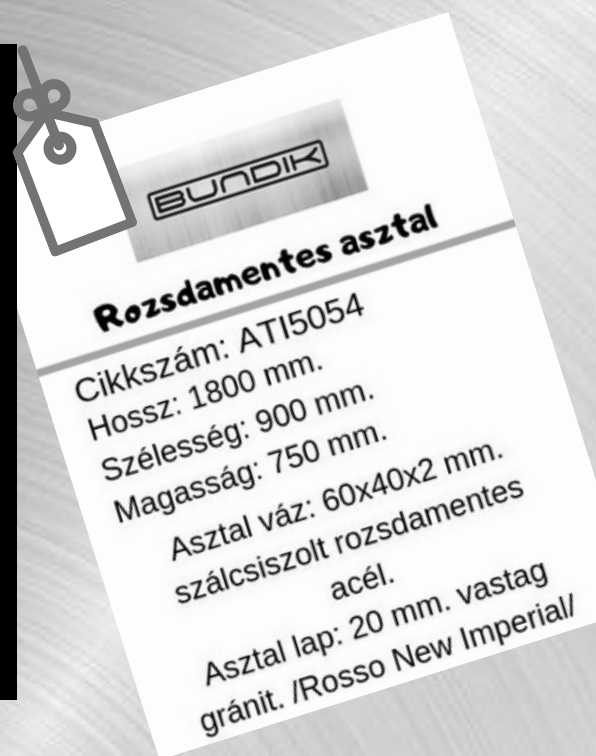 BUNDIK
Rozsdamentes asztal
Cikkszám: ATI5054
Hossz: 1800 mm.
Szélesség: 900 mm.
Magasság: 750 mm.
Asztal váz: 60x40x2 mm.
szálcsiszolt rozsdamentes
acél.
Asztal lap: 20 mm. vastag
gránit. /Rosso New Imperial/